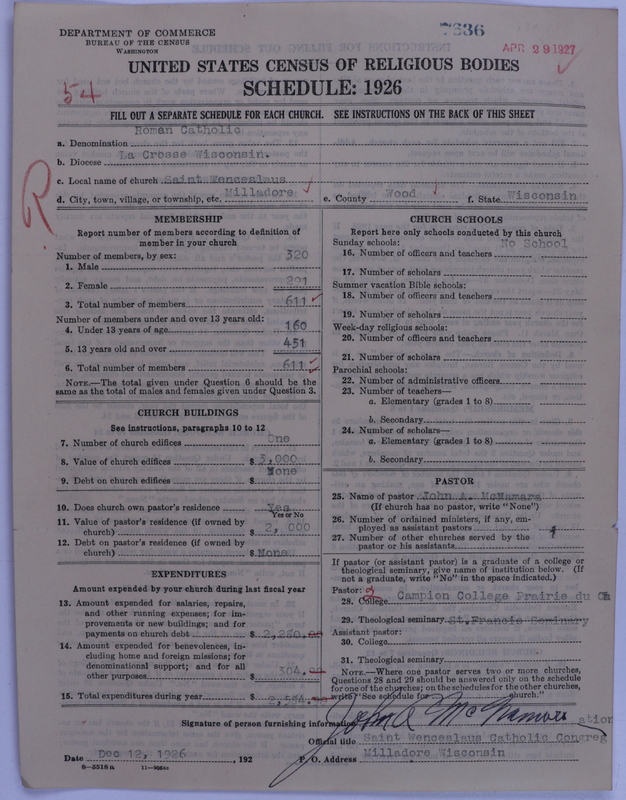 DEPARTMENT OF COMMERCE
BUREAU OF THE CENSUS
WASHINGTON
7636
APR 29 1927
UNITED STATES CENSUS OF RELIGIOUS BODIES
SCHEDULE: 1926
54
FILL OUT A SEPARATE SCHEDULE FOR EACH CHURCH. SEE INSTRUCTIONS ON THE BACK OF THIS SHEET
a. Denomination Roman Catholic
b. Diocese La Crosse Wisconsin.
c. Local name of church Saint Wenceslaus
d. City, town, village, or township, etc. Milladore e. County Wood f. State Wisconsin
R
MEMBERSHIP
Report number of members according to definition of
member in your church
Number of members, by sex:
1. Male 320
2. Female 291
3. Total number of members 611
Number of members under and over 13 years old:
4. Under 13 years of age 160
5. 13 years old and over 451
6. Total number of members 611
NOTE.—The total given under Question 6 should be
same as the total of males and females given under Question 3.
CHURCH BUILDINGS
See instructions, paragraphs 10 to 12
7. Number of church edifices One
8. Value of church edifices $ 5,000
9. Debt on church edifices $ None
10. Does church own pastor's residence Yes
Yes or No
11. Value of pastor's residence (if owned by
church) $ 2,000
12. Debt on pastor's residence (if owned by
church) $ None
EXPENDITURES
Amount expended by your church during last fiscal year
13. Amount expended for salaries, repairs,
and other running expenses; for im-
provements or new buildings; and for
payments on church debt $ 2,260.00
14. Amount expended for benevolences, in-
cluding home and foreign missions; for
denominational support; and for all
other purposes $ 304.00
15. Total expenditures during year $ 2,564.00
CHURCH SCHOOLS
Report here only schools conducted by this church
Sunday schools: No School
16. Number of officers and teachers
17. Number of scholars
Summer vacation Bible schools:
18. Number of officers and teachers
19. Number of scholars
Week-day religious schools:
20. Number of officers and teachers
21. Number of scholars
Parochial schools:
22. Number of administrative officers
23. Number of teachers—
a. Elementary (grades 1 to 8)
b. Secondary
24. Number of scholars—
a. Elementary (grades 1 to 8)
b. Secondary
PASTOR
25. Name of pastor John A. McNamara
(If church has no pastor, write "None")
26. Number of ordained ministers, if any, em-
ployed as assistant pastors
27. Number of other churches served by the
pastor or his assistants
If pastor (or assistant pastor) is a graduate of a college or
theological seminary, give name of institution below. (If
not a graduate, write "No" in the space indicated.)
Pastor:
28. College Campion College Prairie du Ch
29. Theological seminary St. Francis Seminary
Assistant pastor:
30. College
31. Theological seminary
NOTE.—Where one pastor serves two or more churches,
Questions 28 and 29 should be answered only on the schedule
for one of the churches; on the schedules for the other churches,
write "See schedule for church."
Signature of person furnishing information John A McNamara
ation
Official title Saint Wenceslaus Catholic Congreg
Date Dec 12, 1926, 192 P. O. Address Milladore Wisconsin